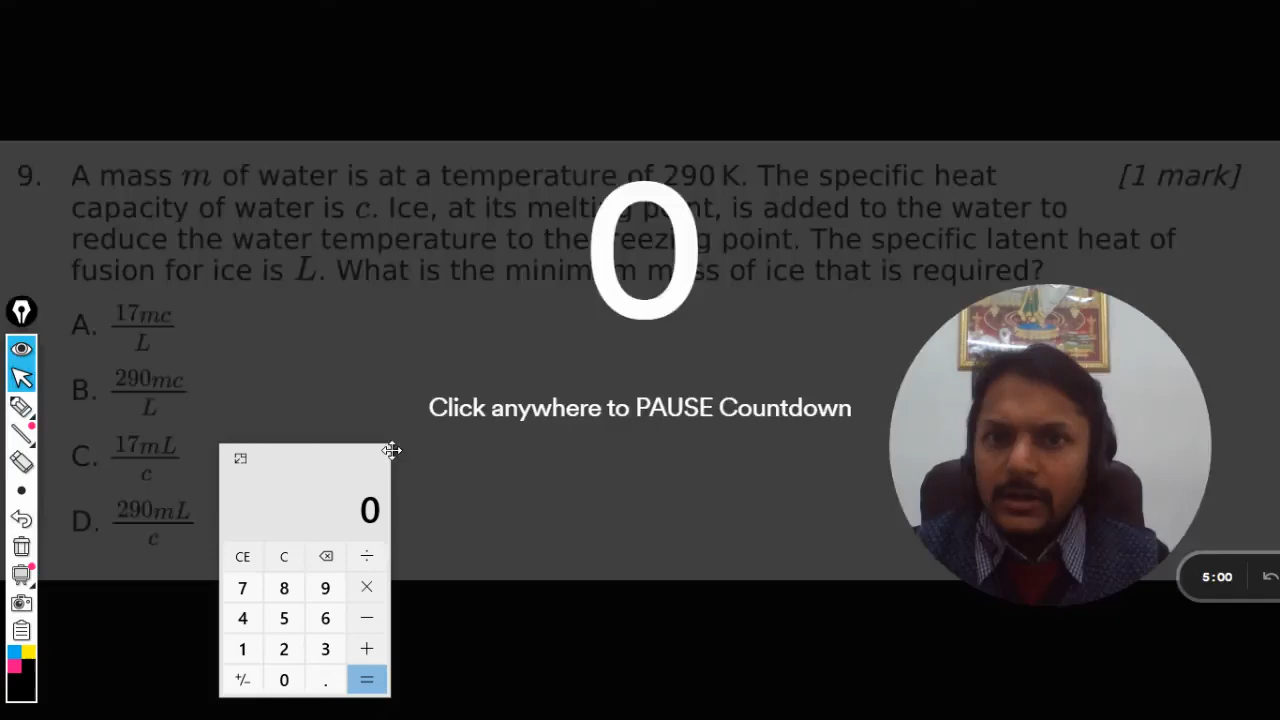 9. A mass m of water is at a temperature of 290 K. The specific heat [1 mark]
capacity of water is c. Ice, at its melting point, is added to the water to
reduce the water temperature to the freezing point. The specific latent heat of
fusion for ice is L. What is the minimum mass of ice that is required?
A. 17mc/L
B. 290mc/L
C. 17mL/c
D. 290mL/c
0
Click anywhere to PAUSE Countdown
0
CE C ⌫ ÷
7 8 9 ×
4 5 6 −
1 2 3 +
+/− 0 . =
5:00